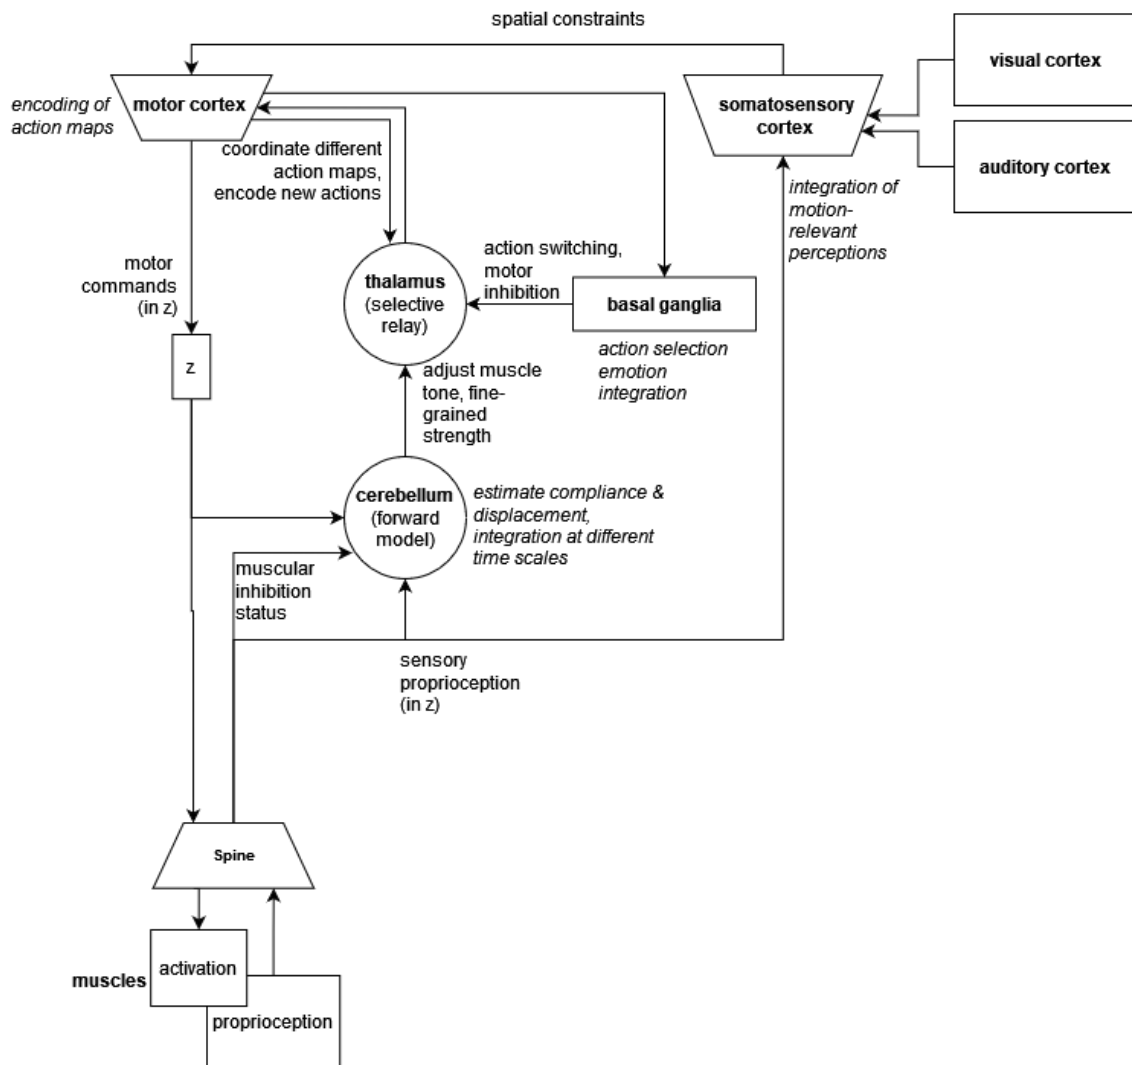 spatial constraints
visual cortex
encoding of
action maps
motor cortex
somatosensory
cortex
auditory cortex
coordinate different
action maps,
encode new actions
integration of
motion-
relevant
perceptions
motor
commands
(in z)
action switching,
motor
inhibition
thalamus
(selective
relay)
basal ganglia
z
action selection
emotion
integration
adjust muscle
tone, fine-
grained
strength
cerebellum
(forward
model)
estimate compliance &
displacement,
integration at different
time scales
muscular
inhibition
status
sensory
proprioception
(in z)
Spine
muscles
activation
proprioception